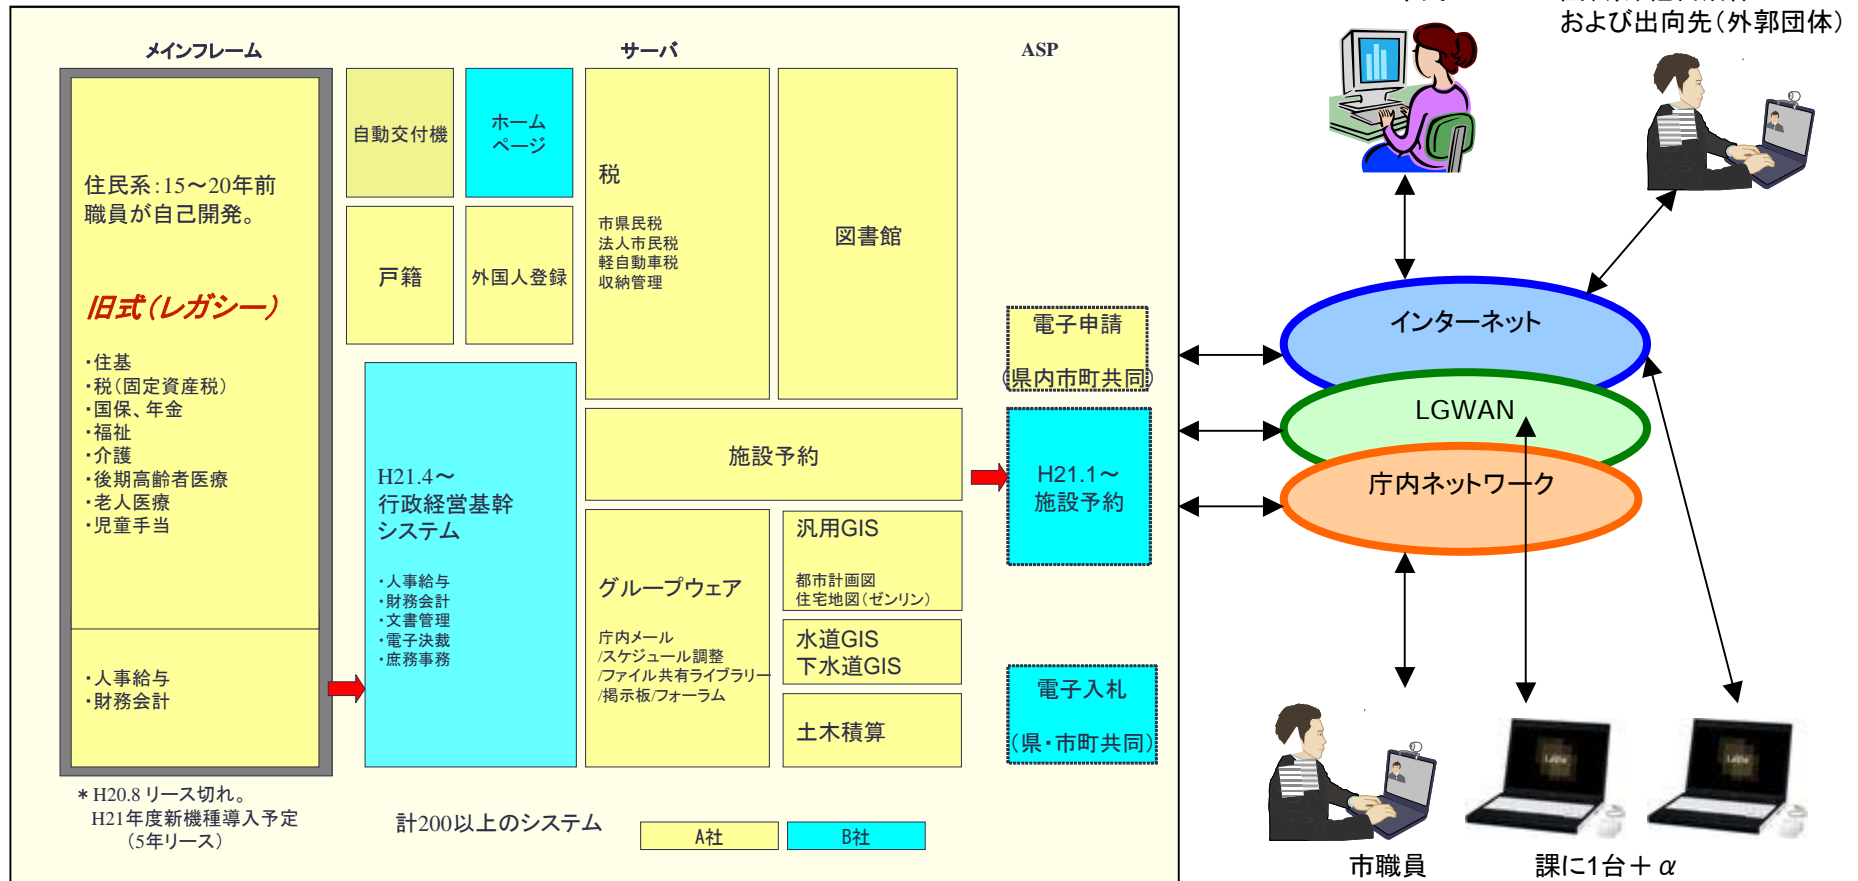 メインフレーム
サーバ
ASP
住民系：15～20年前
職員が自己開発。
旧式（レガシー）
・住基
・税（固定資産税）
・国保、年金
・福祉
・介護
・後期高齢者医療
・老人医療
・児童手当
・人事給与
・財務会計
＊H20.8 リース切れ。
H21年度新機種導入予定
（5年リース）
自動交付機
ホーム
ページ
戸籍
外国人登録
H21.4～
行政経営基幹
システム
・人事給与
・財務会計
・文書管理
・電子決裁
・庶務事務
税
市県民税
法人市民税
軽自動車税
収納管理
図書館
施設予約
グループウェア
庁内メール
/スケジュール調整
/ファイル共有ライブラリー
/掲示板/フォーラム
汎用GIS
都市計画図
住宅地図（ゼンリン）
水道GIS
下水道GIS
土木積算
電子申請
（県内市町共同）
H21.1～
施設予約
電子入札
（県・市町共同）
計200以上のシステム
A社
B社
および出向先（外郭団体）
インターネット
LGWAN
庁内ネットワーク
市職員
課に1台＋α